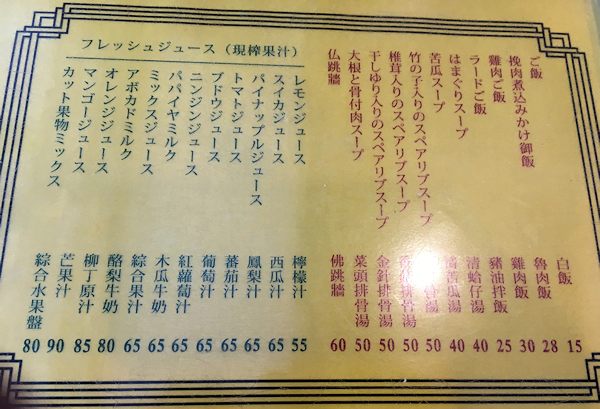 ご飯 白飯 15
挽肉煮込みかけ御飯 魯肉飯 28
雞肉ご飯 雞肉飯 30
ラードご飯 豬油拌飯 25
はまぐりスープ 清蛤仔湯 40
苦瓜スープ 苦瓜湯 40
竹の子入りのスペアリブスープ 骨湯 50
椎茸入りのスペアリブスープ 香菇排骨湯 50
干しゆり入りのスペアリブスープ 金針排骨湯 50
大根と骨付肉スープ 菜頭排骨湯 50
仏跳牆 佛跳牆 60
フレッシュジュース（現榨果汁）
レモンジュース 檸檬汁 55
スイカジュース 西瓜汁 65
パイナップルジュース 鳳梨汁 65
トマトジュース 蕃茄汁 65
ブドウジュース 葡萄汁 65
ニンジンジュース 紅蘿蔔汁 65
パパイヤミルク 木瓜牛奶 65
ミックスジュース 綜合果汁 65
アボカドミルク 酪梨牛奶 80
オレンジジュース 柳丁原汁 85
マンゴージュース 芒果汁 90
カット果物ミックス 綜合水果盤 80